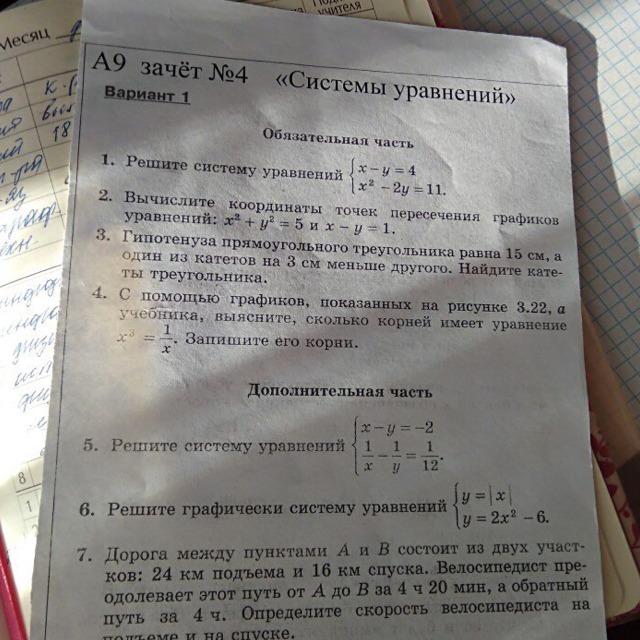 Месяц
учителя
А9 зачёт №4 «Системы уравнений»
Вариант 1
Обязательная часть
1. Решите систему уравнений { x − y = 4
x² − 2y = 11.
2. Вычислите координаты точек пересечения графиков
уравнений: x² + y² = 5 и x − y = 1.
3. Гипотенуза прямоугольного треугольника равна 15 см, а
один из катетов на 3 см меньше другого. Найдите кате-
ты треугольника.
4. С помощью графиков, показанных на рисунке 3.22, а
учебника, выясните, сколько корней имеет уравнение
x³ = 1/x. Запишите его корни.
Дополнительная часть
5. Решите систему уравнений { x − y = −2
1/x − 1/y = 1/12.
6. Решите графически систему уравнений { y = |x|
y = 2x² − 6.
7. Дорога между пунктами А и В состоит из двух участ-
ков: 24 км подъема и 16 км спуска. Велосипедист пре-
одолевает этот путь от А до В за 4 ч 20 мин, а обратный
путь за 4 ч. Определите скорость велосипедиста на
подъеме и на спуске.
8
1